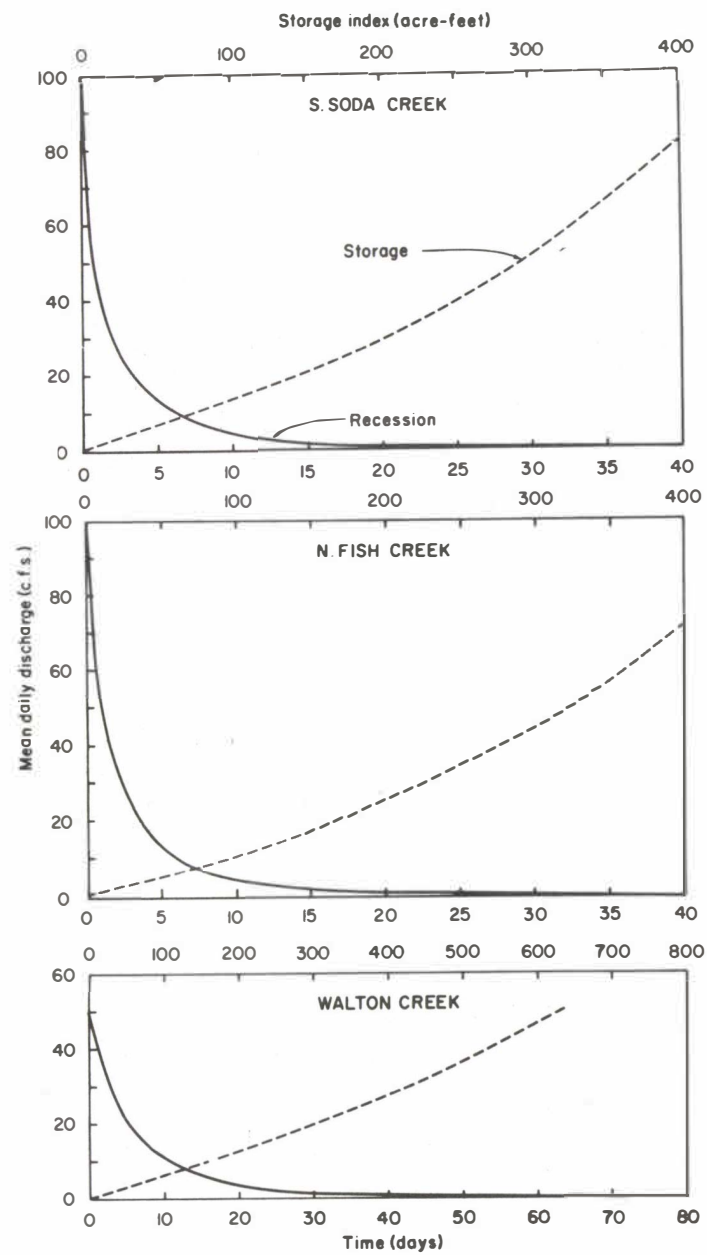 Storage index (acre-feet)
0 100 200 300 400
100
S. SODA CREEK
80
60
Storage
40
20
Recession
0
0 5 10 15 20 25 30 35 40
0 100 200 300 400
100
N. FISH CREEK
80
60
Mean daily discharge (c.f.s.)
40
20
0
0 5 10 15 20 25 30 35 40
0 100 200 300 400 500 600 700 800
60
WALTON CREEK
40
20
0
0 10 20 30 40 50 60 70 80
Time (days)